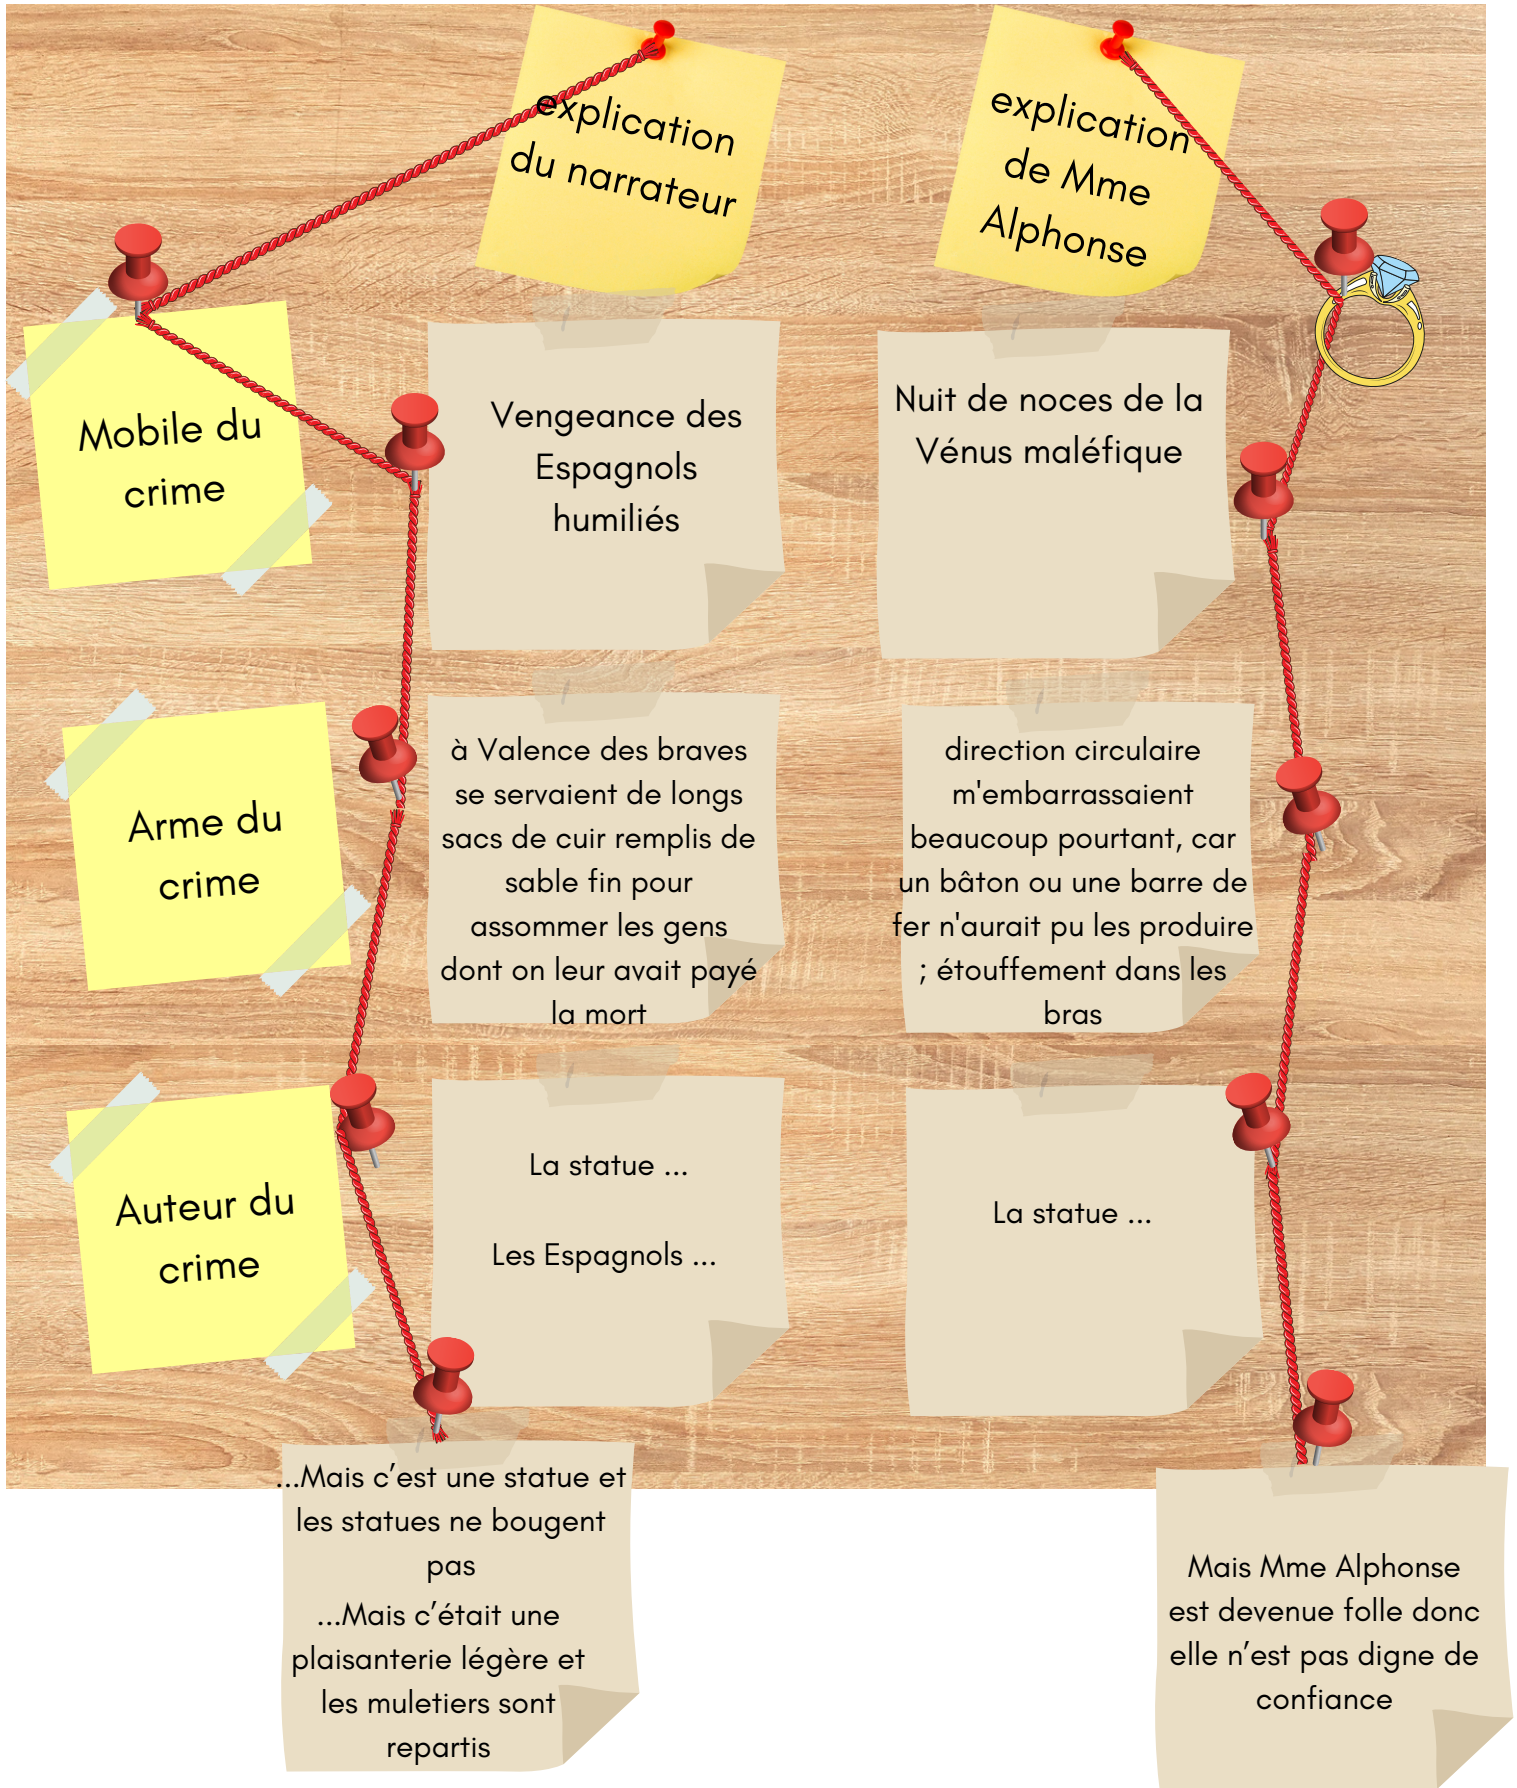 explication
du narrateur
explication
de Mme
Alphonse
Mobile du
crime
Vengeance des
Espagnols
humiliés
Nuit de noces de la
Vénus maléfique
Arme du
crime
à Valence des braves
se servaient de longs
sacs de cuir remplis de
sable fin pour
assommer les gens
dont on leur avait payé
la mort
direction circulaire
m'embarrassaient
beaucoup pourtant, car
un bâton ou une barre de
fer n'aurait pu les produire
; étouffement dans les
bras
Auteur du
crime
La statue ...
Les Espagnols ...
La statue ...
...Mais c’est une statue et
les statues ne bougent
pas
...Mais c’était une
plaisanterie légère et
les muletiers sont
repartis
Mais Mme Alphonse
est devenue folle donc
elle n’est pas digne de
confiance